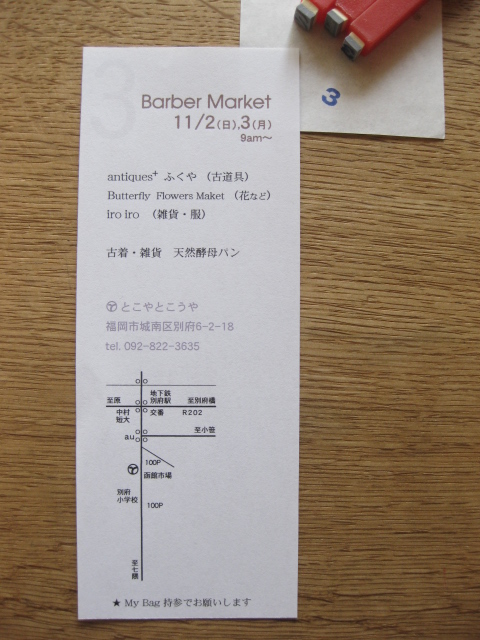 3
Barber Market
11/2(日),3(月)
9am〜
antiques⁺ ふくや (古道具)
Butterfly Flowers Maket (花など)
iro iro (雑貨・服)
古着・雑貨 天然酵母パン
とこやとこうや
福岡市城南区別府6-2-18
tel. 092-822-3635
地下鉄
別府駅
至原
至別府橋
中村
短大
交番
R202
au
至小笹
100P
函館市場
別府
小学校
100P
至七隈
★ My Bag 持参でお願いします
3